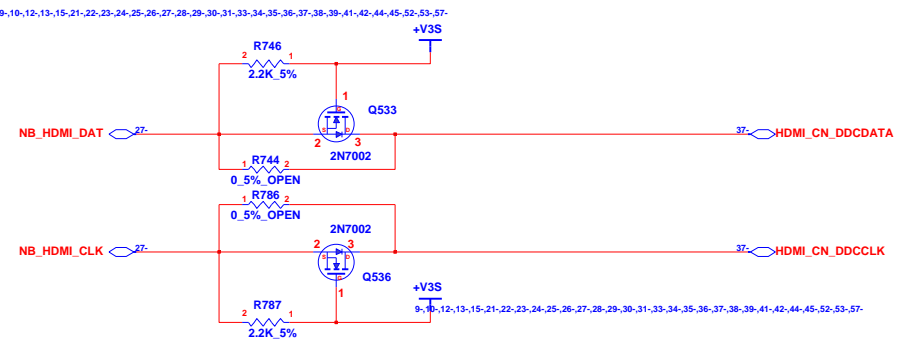 9-,10-,12-,13-,15-,21-,22-,23-,24-,25-,26-,27-,28-,29-,30-,31-,33-,34-,35-,36-,37-,38-,39-,41-,42-,44-,45-,52-,53-,57-
+V3S
R746
2 1
2.2K_5%
1
Q533
G
S D
NB_HDMI_DAT 27-
37- HDMI_CN_DDCDATA
2 3
2N7002
1 R744 2
0_5%_OPEN
1 R786 2
0_5%_OPEN
2N7002
2 3
NB_HDMI_CLK 27-
37- HDMI_CN_DDCCLK
S D
G
Q536
1
+V3S
9-,10-,12-,13-,15-,21-,22-,23-,24-,25-,26-,27-,28-,29-,30-,31-,33-,34-,35-,36-,37-,38-,39-,41-,42-,44-,45-,52-,53-,57-
R787
2 1
2.2K_5%